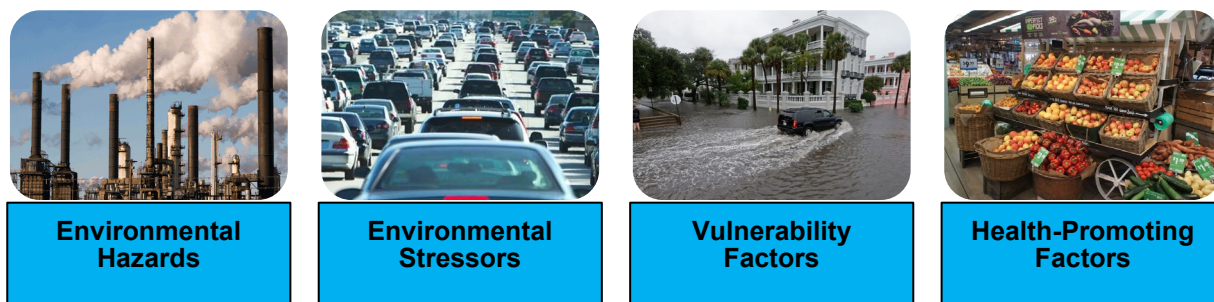 Environmental
Hazards
Environmental
Stressors
Vulnerability
Factors
Health-Promoting
Factors